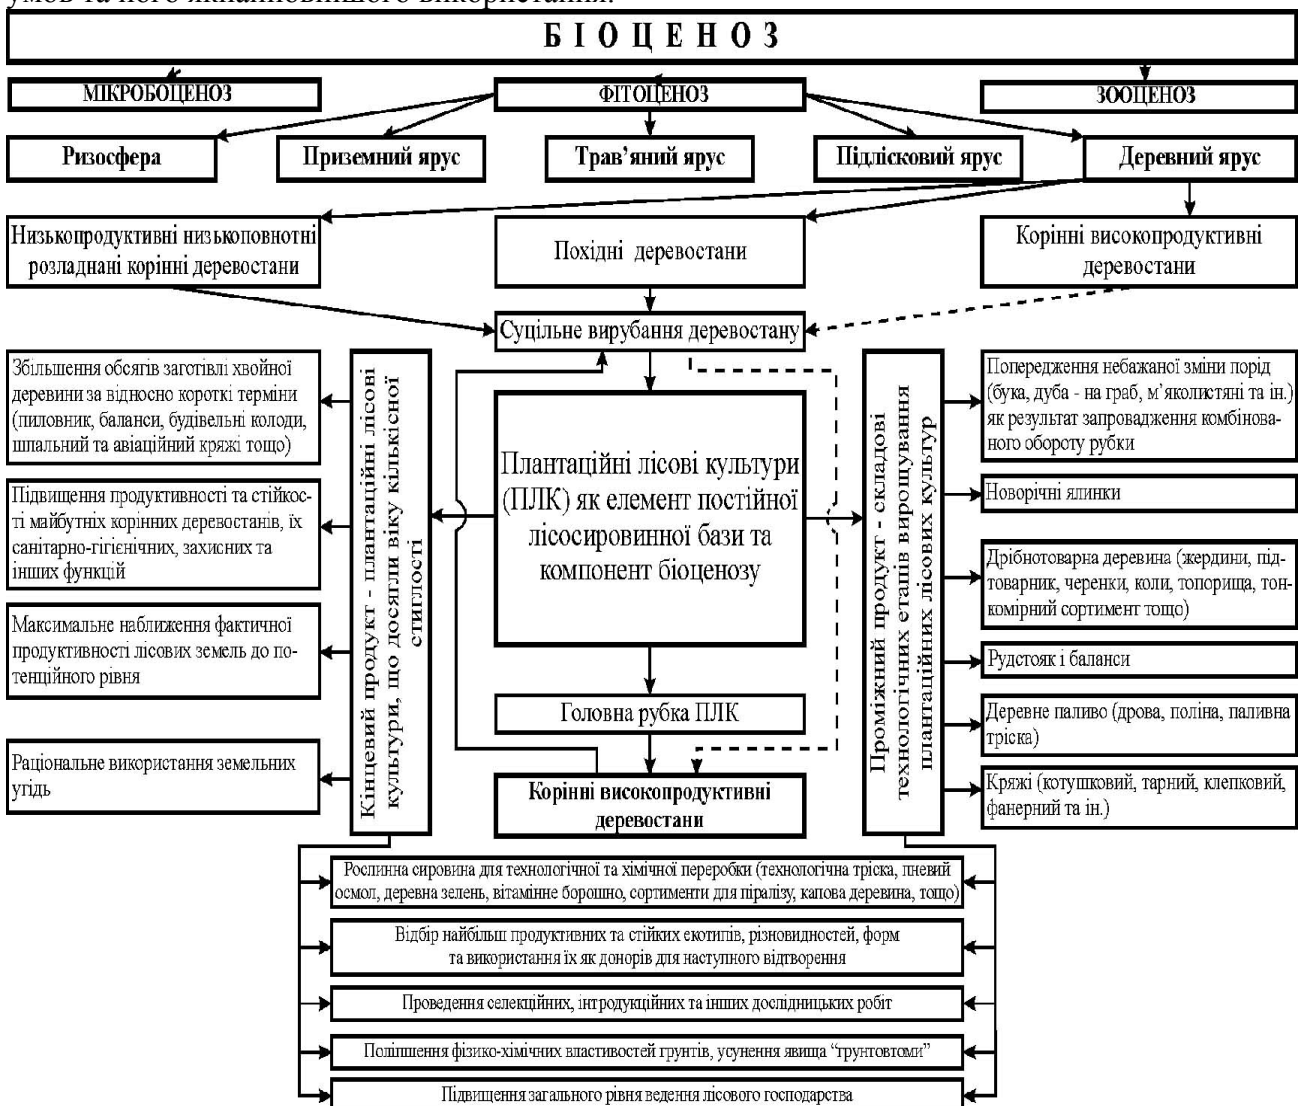 умов та його якнайповнішого використання.
БІОЦЕНОЗ
МІКРОБОЦЕНОЗ
ФІТОЦЕНОЗ
ЗООЦЕНОЗ
Ризосфера
Приземний ярус
Трав’яний ярус
Підлісковий ярус
Деревний ярус
Низькопродуктивні низькоповнотні
розладнані корінні деревостани
Похідні деревостани
Корінні високопродуктивні
деревостани
Суцільне вирубання деревостану
Збільшення обсягів заготівлі хвойної
деревини за відносно короткі терміни
(пиловник, баланси, будівельні колоди,
шпальний та авіаційний кряжі тощо)
Підвищення продуктивності та стійкос-
ті майбутніх корінних деревостанів, їх
санітарно-гігієнічних, захисних та
інших функцій
Максимальне наближення фактичної
продуктивності лісових земель до по-
тенційного рівня
Раціональне використання земельних
угідь
Кінцевий продукт - плантаційні лісові
культури, що досягли віку кількісної
стиглості
Плантаційні лісові культури
(ПЛК) як елемент постійної
лісосировинної бази та
компонент біоценозу
Головна рубка ПЛК
Корінні високопродуктивні
деревостани
Проміжний продукт - складові
технологічних етапів вирощування
плантаційних лісових культур
Попередження небажаної зміни порід
(бука, дуба - на граб, м’яколистяні та ін.)
як результат запровадження комбінова-
ного обороту рубки
Новорічні ялинки
Дрібнотоварна деревина (жердини, під-
товарник, черенки, коли, топорища, тон-
комірний сортимент тощо)
Рудстояк і баланси
Деревне паливо (дрова, поліна, паливна
тріска)
Кряжі (котушковий, тарний, клепковий,
фанерний та ін.)
Рослинна сировина для технологічної та хімічної переробки (технологічна тріска, пневий
осмол, деревна зелень, вітамінне борошно, сортименти для піралізу, капова деревина, тощо)
Відбір найбільш продуктивних та стійких екотипів, різновидностей, форм
та використання їх як донорів для наступного відтворення
Проведення селекційних, інтродукційних та інших дослідницьких робіт
Поліпшення фізико-хімічних властивостей грунтів, усунення явища “грунтовтоми”
Підвищення загального рівня ведення лісового господарства